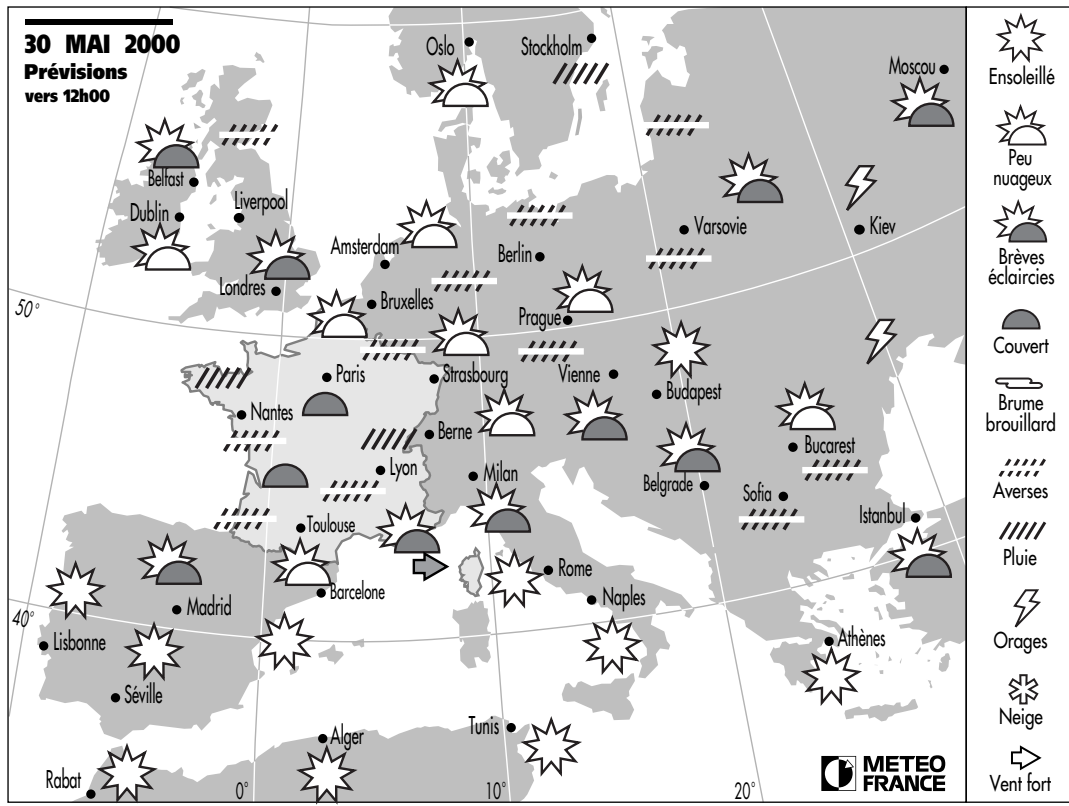 30 MAI 2000
Prévisions
vers 12h00
Oslo
Stockholm
Moscou
Belfast
Dublin
Liverpool
Londres
Amsterdam
Bruxelles
Berlin
Varsovie
Kiev
50°
Prague
Paris
Strasbourg
Vienne
Budapest
Nantes
Berne
Bucarest
Lyon
Milan
Belgrade
Sofia
Istanbul
Toulouse
Rome
Barcelone
Naples
Madrid
40°
Lisbonne
Athènes
Séville
Tunis
Alger
Rabat
0°
10°
20°
METEO
FRANCE
Ensoleillé
Peu
nuageux
Brèves
éclaircies
Couvert
Brume
brouillard
Averses
Pluie
Orages
Neige
Vent fort